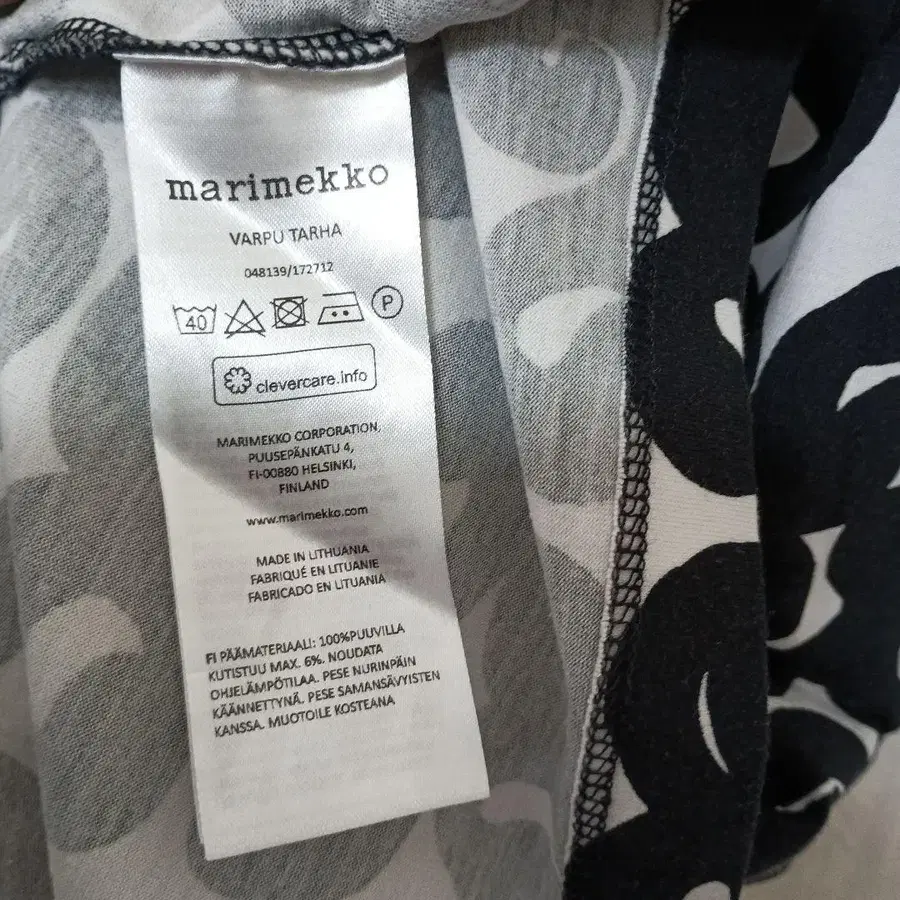 marimekko
VARPU TARHA
048139/172712
40 P
clevercare.info
MARIMEKKO CORPORATION,
PUUSEPÄNKATU 4,
FI-00880 HELSINKI,
FINLAND
www.marimekko.com
MADE IN LITHUANIA
FABRIQUÉ EN LITUANIE
FABRICADO EN LITUANIA
FI PÄÄMATERIAALI: 100%PUUVILLA
KUTISTUU MAX. 6%. NOUDATA
OHJELÄMPÖTILAA. PESE NURINPÄIN
KÄÄNNETTYNÄ. PESE SAMANSÄVYISTEN
KANSSA. MUOTOILE KOSTEANA